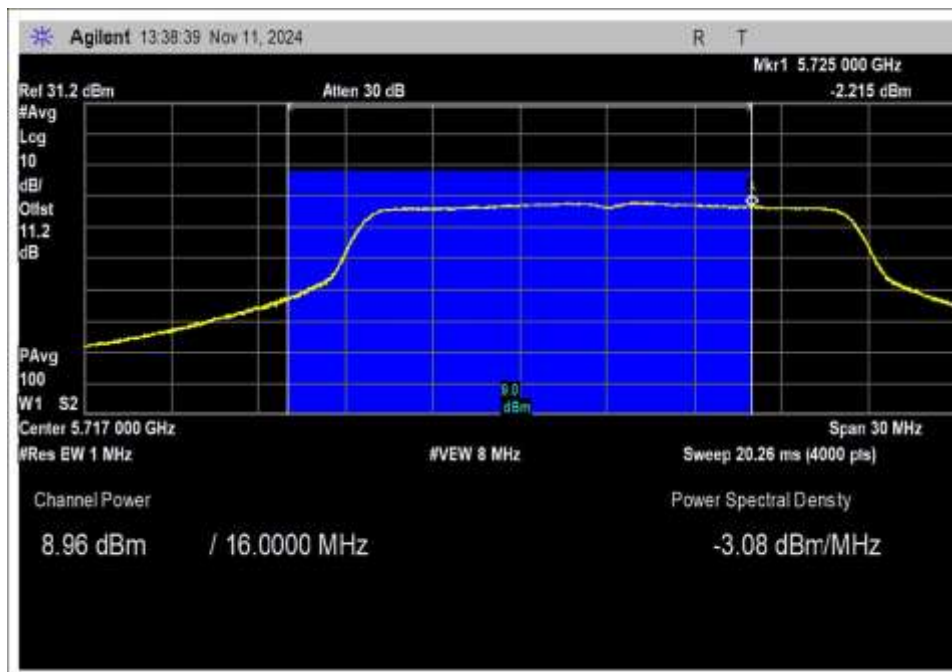 Agilent 13:38:39 Nov 11, 2024 R T
Mkr1 5.725 000 GHz
Ref 31.2 dBm Atten 30 dB -2.215 dBm
#Avg
Log
10
dB/
Offst
11.2
dB
PAvg
100
W1 S2
9.0
dBm
Center 5.717 000 GHz Span 30 MHz
#Res BW 1 MHz #VBW 8 MHz Sweep 20.26 ms (4000 pts)
Channel Power Power Spectral Density
8.96 dBm / 16.0000 MHz -3.08 dBm/MHz